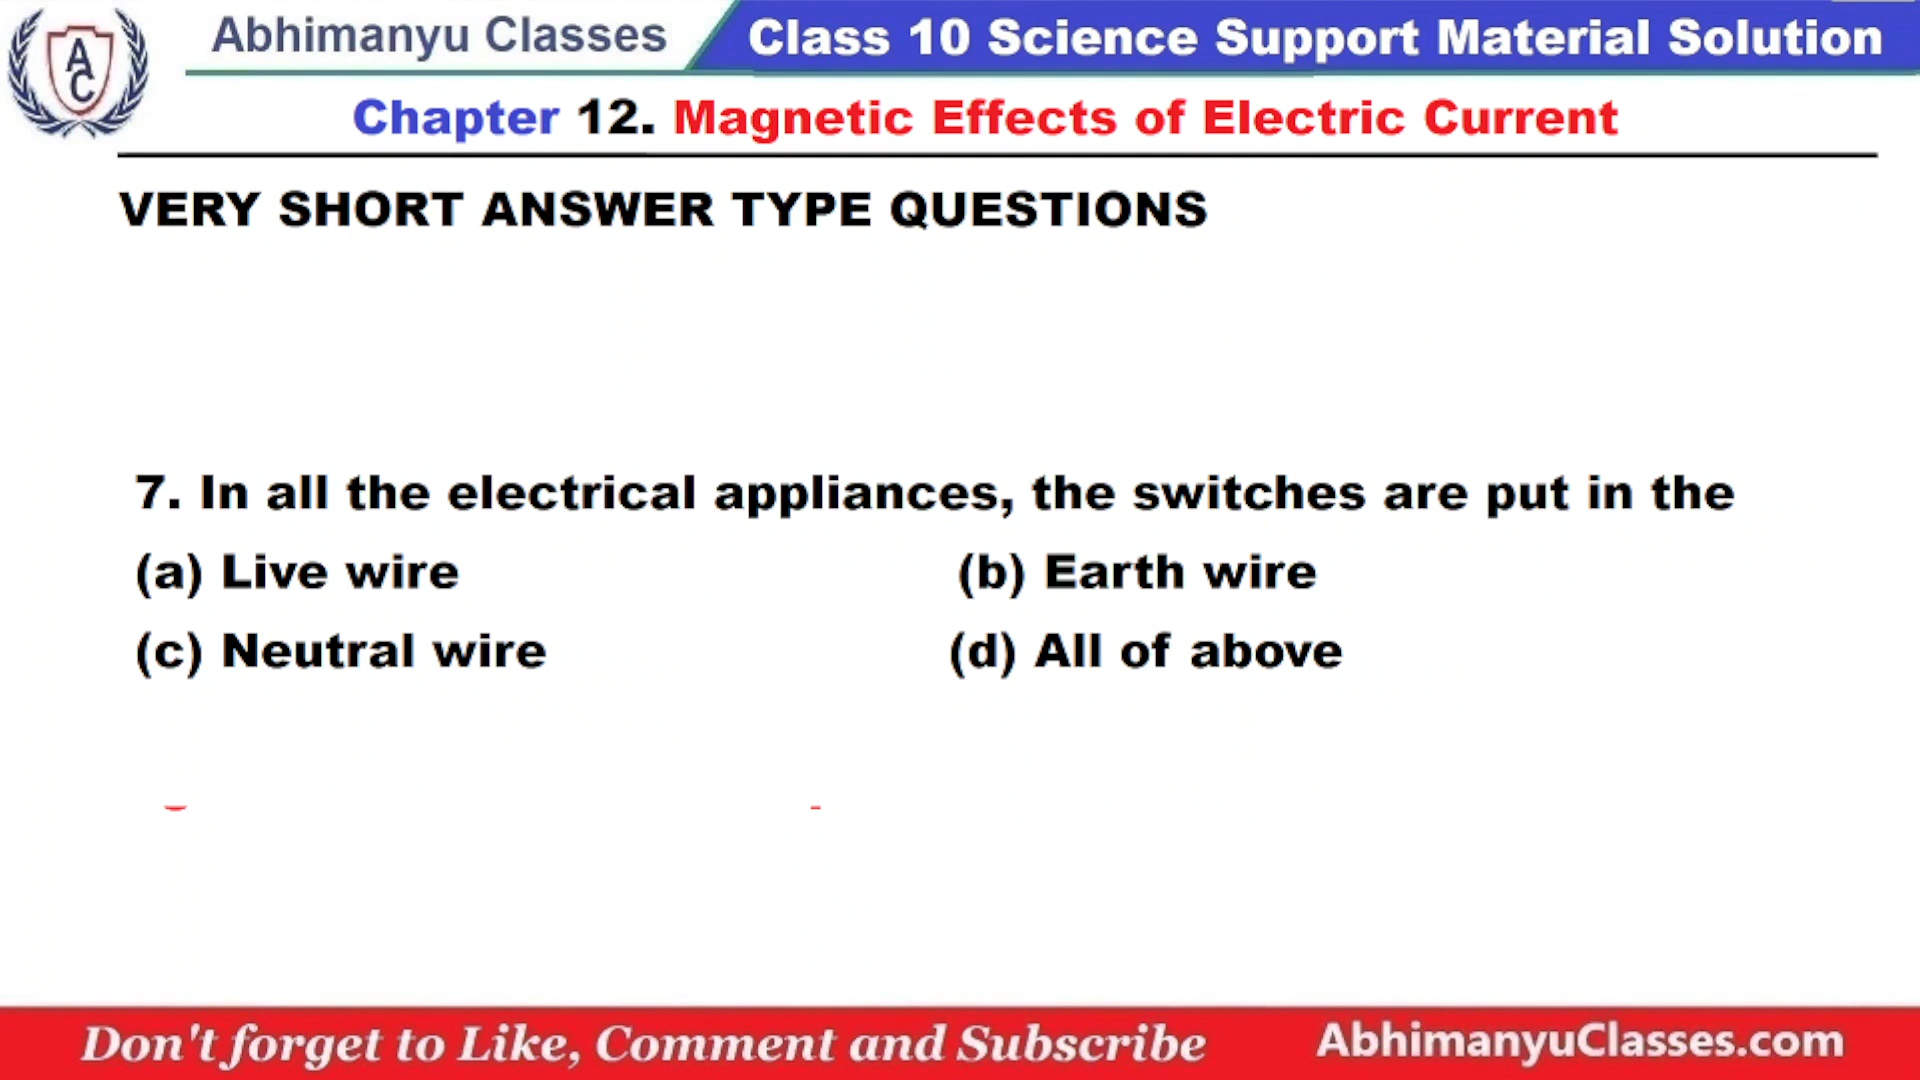 Abhimanyu Classes
Class 10 Science Support Material Solution
AC
Chapter 12. Magnetic Effects of Electric Current
VERY SHORT ANSWER TYPE QUESTIONS
7. In all the electrical appliances, the switches are put in the
(a) Live wire (b) Earth wire
(c) Neutral wire (d) All of above
Don't forget to Like, Comment and Subscribe
AbhimanyuClasses.com